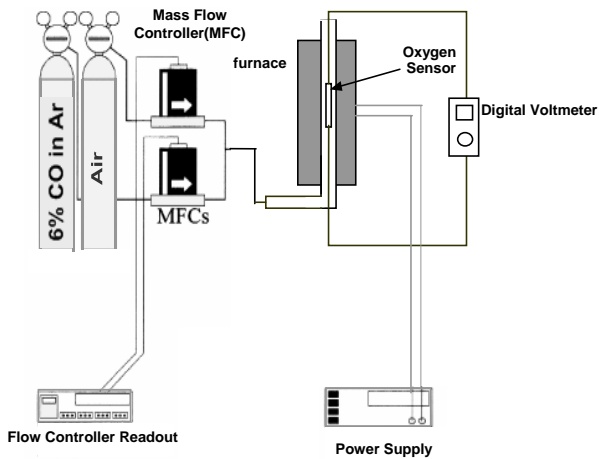 Mass Flow
Controller(MFC)
furnace
Oxygen
Sensor
Digital Voltmeter
6% CO in Ar
Air
MFCs
Flow Controller Readout
Power Supply